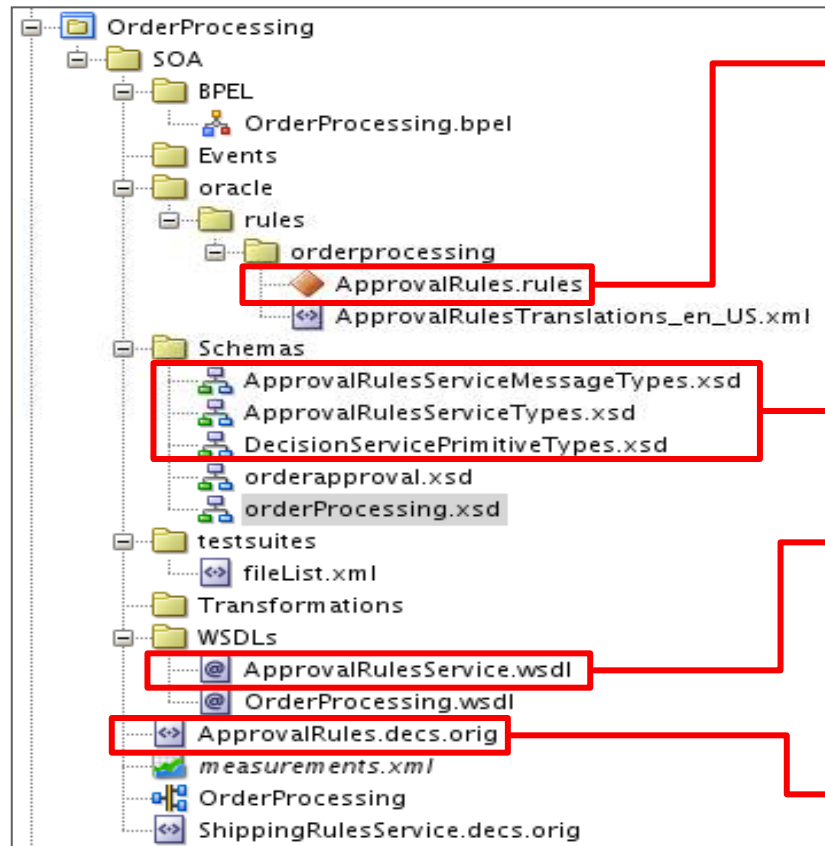 OrderProcessing
SOA
BPEL
OrderProcessing.bpel
Events
oracle
rules
orderprocessing
ApprovalRules.rules
ApprovalRulesTranslations_en_US.xml
Schemas
ApprovalRulesServiceMessageTypes.xsd
ApprovalRulesServiceTypes.xsd
DecisionServicePrimitiveTypes.xsd
orderapproval.xsd
orderProcessing.xsd
testsuites
fileList.xml
Transformations
WSDLs
ApprovalRulesService.wsdl
OrderProcessing.wsdl
ApprovalRules.decs.orig
measurements.xml
OrderProcessing
ShippingRulesService.decs.orig